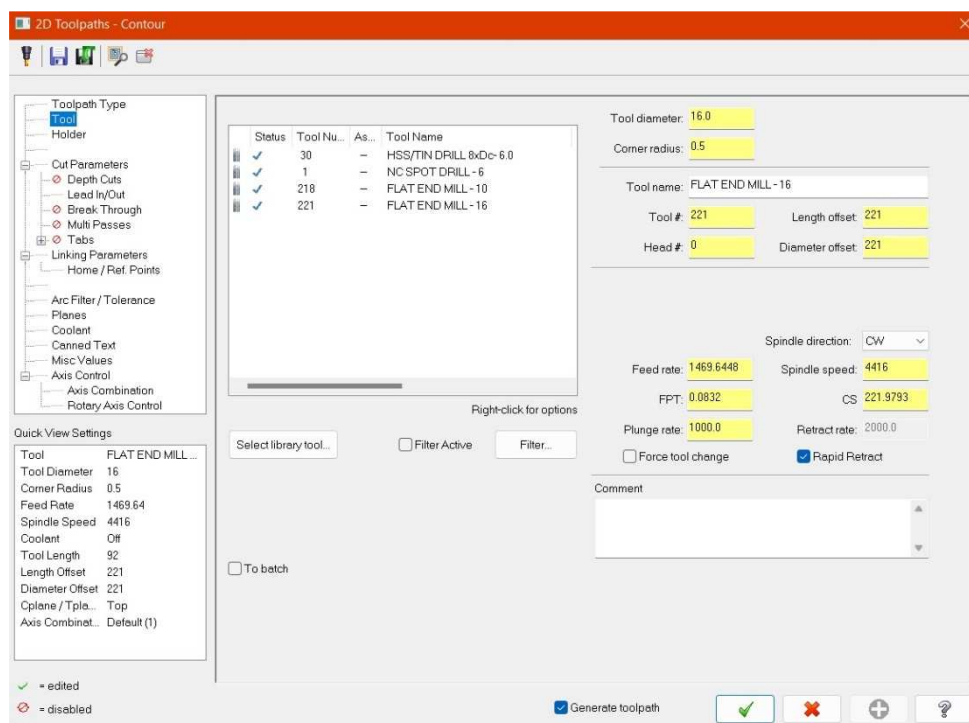 2D Toolpaths - Contour
Toolpath Type
Tool
Holder
Cut Parameters
Depth Cuts
Lead In/Out
Break Through
Multi Passes
Tabs
Linking Parameters
Home / Ref. Points
Arc Filter / Tolerance
Planes
Coolant
Canned Text
Misc Values
Axis Control
Axis Combination
Rotary Axis Control
Quick View Settings
Tool FLAT END MILL ...
Tool Diameter 16
Corner Radius 0.5
Feed Rate 1469.64
Spindle Speed 4416
Coolant Off
Tool Length 92
Length Offset 221
Diameter Offset 221
Cplane / Tpla... Top
Axis Combinat... Default (1)
= edited
= disabled
Status Tool Nu... As... Tool Name
30 – HSS/TIN DRILL 8xDc- 6.0
1 – NC SPOT DRILL - 6
218 – FLAT END MILL - 10
221 – FLAT END MILL - 16
Right-click for options
Select library tool...
Filter Active
Filter...
To batch
Tool diameter: 16.0
Corner radius: 0.5
Tool name: FLAT END MILL - 16
Tool #: 221 Length offset: 221
Head #: 0 Diameter offset: 221
Spindle direction: CW
Feed rate: 1469.6448 Spindle speed: 4416
FPT: 0.0832 CS 221.9793
Plunge rate: 1000.0 Retract rate: 2000.0
Force tool change Rapid Retract
Comment
Generate toolpath